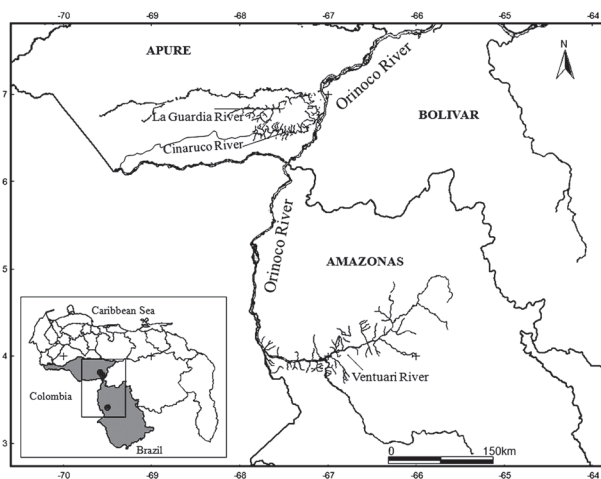 -70 -69 -68 -67 -66 -65 -64
APURE
N
Orinoco River
7
La Guardia River
BOLIVAR
Cinaruco River
6
Orinoco River
AMAZONAS
5
Caribbean Sea
4
Ventuari River
Colombia
Brazil
0 150km
3
-70 -69 -68 -67 -66 -65 -64